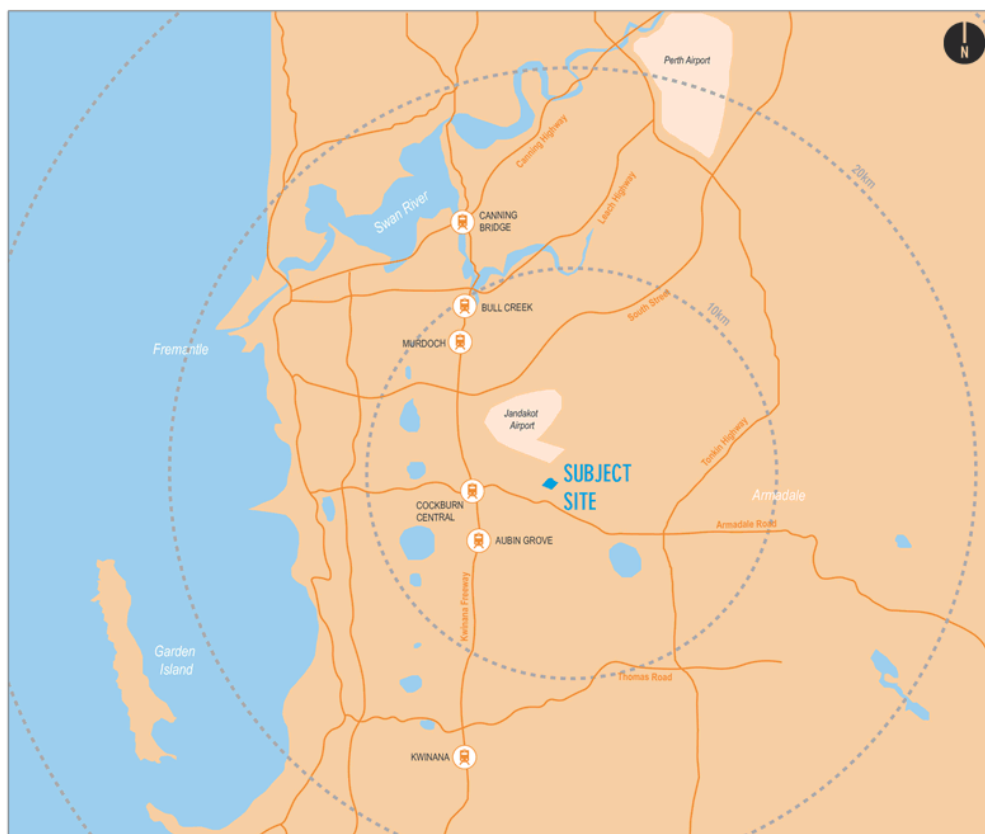 N
Perth Airport
20km
Canning Highway
Leach Highway
Swan River
CANNING
BRIDGE
BULL CREEK
South Street
10km
MURDOCH
Fremantle
Jandakot
Airport
Tonkin Highway
SUBJECT
SITE
COCKBURN
CENTRAL
Armadale
Armadale Road
AUBIN GROVE
Kwinana Freeway
Garden
Island
Thomas Road
KWINANA